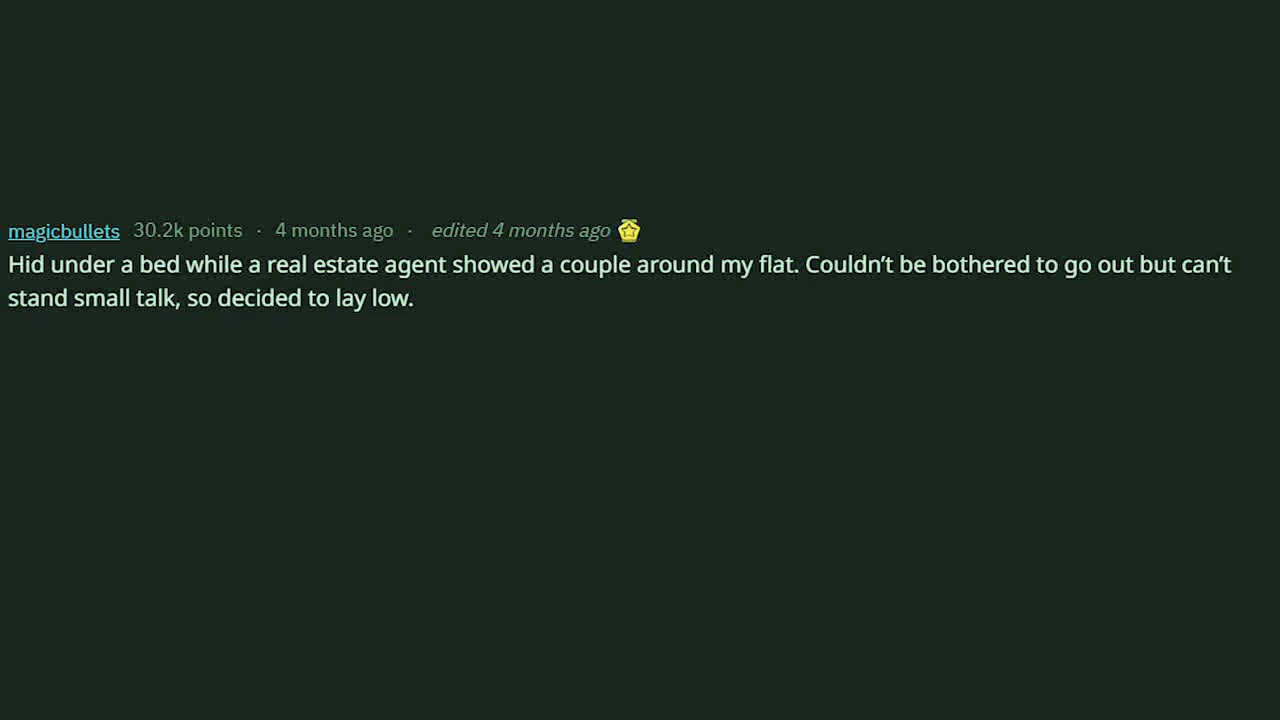 magicbullets 30.2k points · 4 months ago · edited 4 months ago
Hid under a bed while a real estate agent showed a couple around my flat. Couldn’t be bothered to go out but can’t
stand small talk, so decided to lay low.